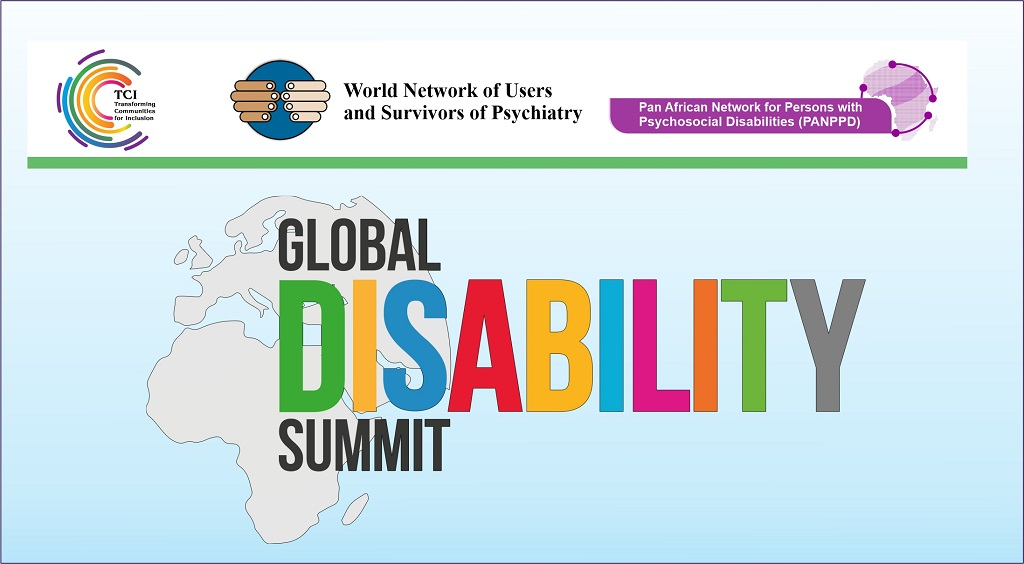 TCI
Transforming
Communities
for Inclusion
World Network of Users
and Survivors of Psychiatry
Pan African Network for Persons with
Psychosocial Disabilities (PANPPD)
GLOBAL
DISABILITY
SUMMIT